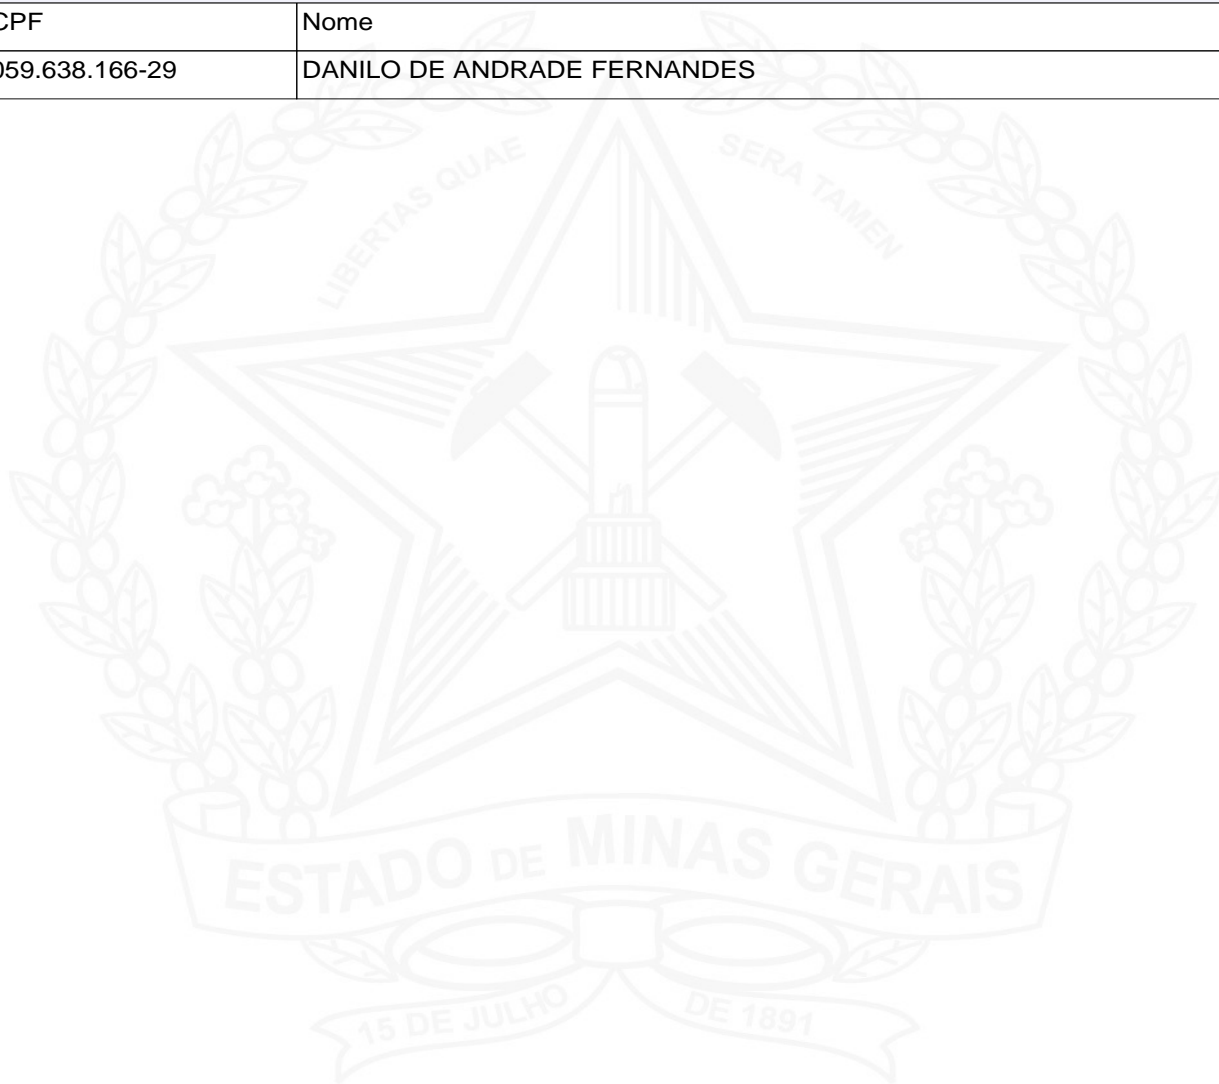 CPF Nome
059.638.166-29 DANILO DE ANDRADE FERNANDES
LIBERTAS QUAE SERA TAMEN
ESTADO DE MINAS GERAIS
15 DE JULHO DE 1891